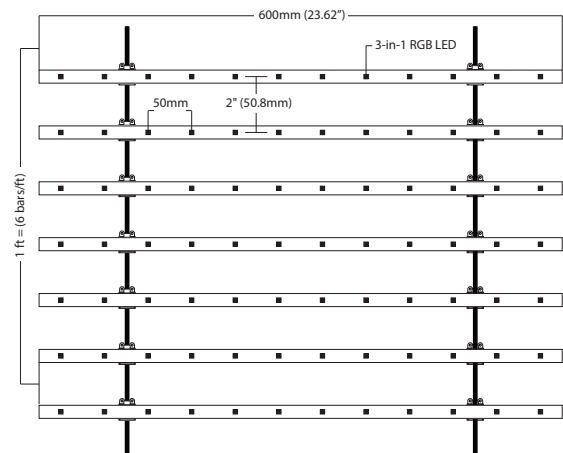 600mm (23.62")
3-in-1 RGB LED
50mm
2" (50.8mm)
1 ft = (6 bars/ft)